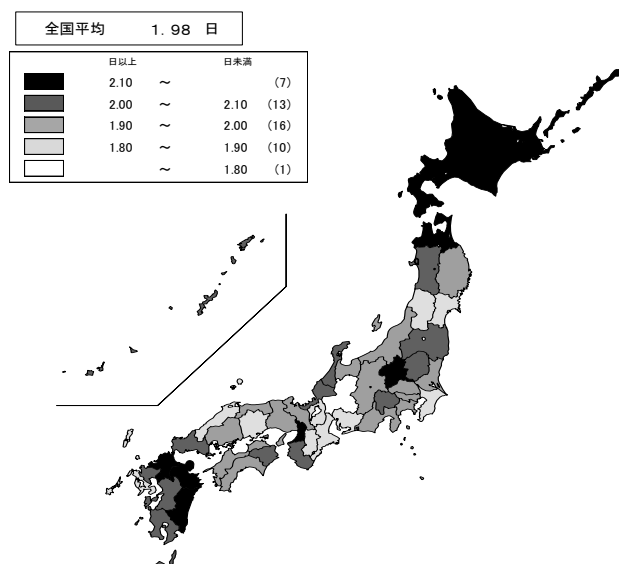 全国平均 1.98 日
日以上 日未満
2.10 ～ (7)
2.00 ～ 2.10 (13)
1.90 ～ 2.00 (16)
1.80 ～ 1.90 (10)
～ 1.80 (1)